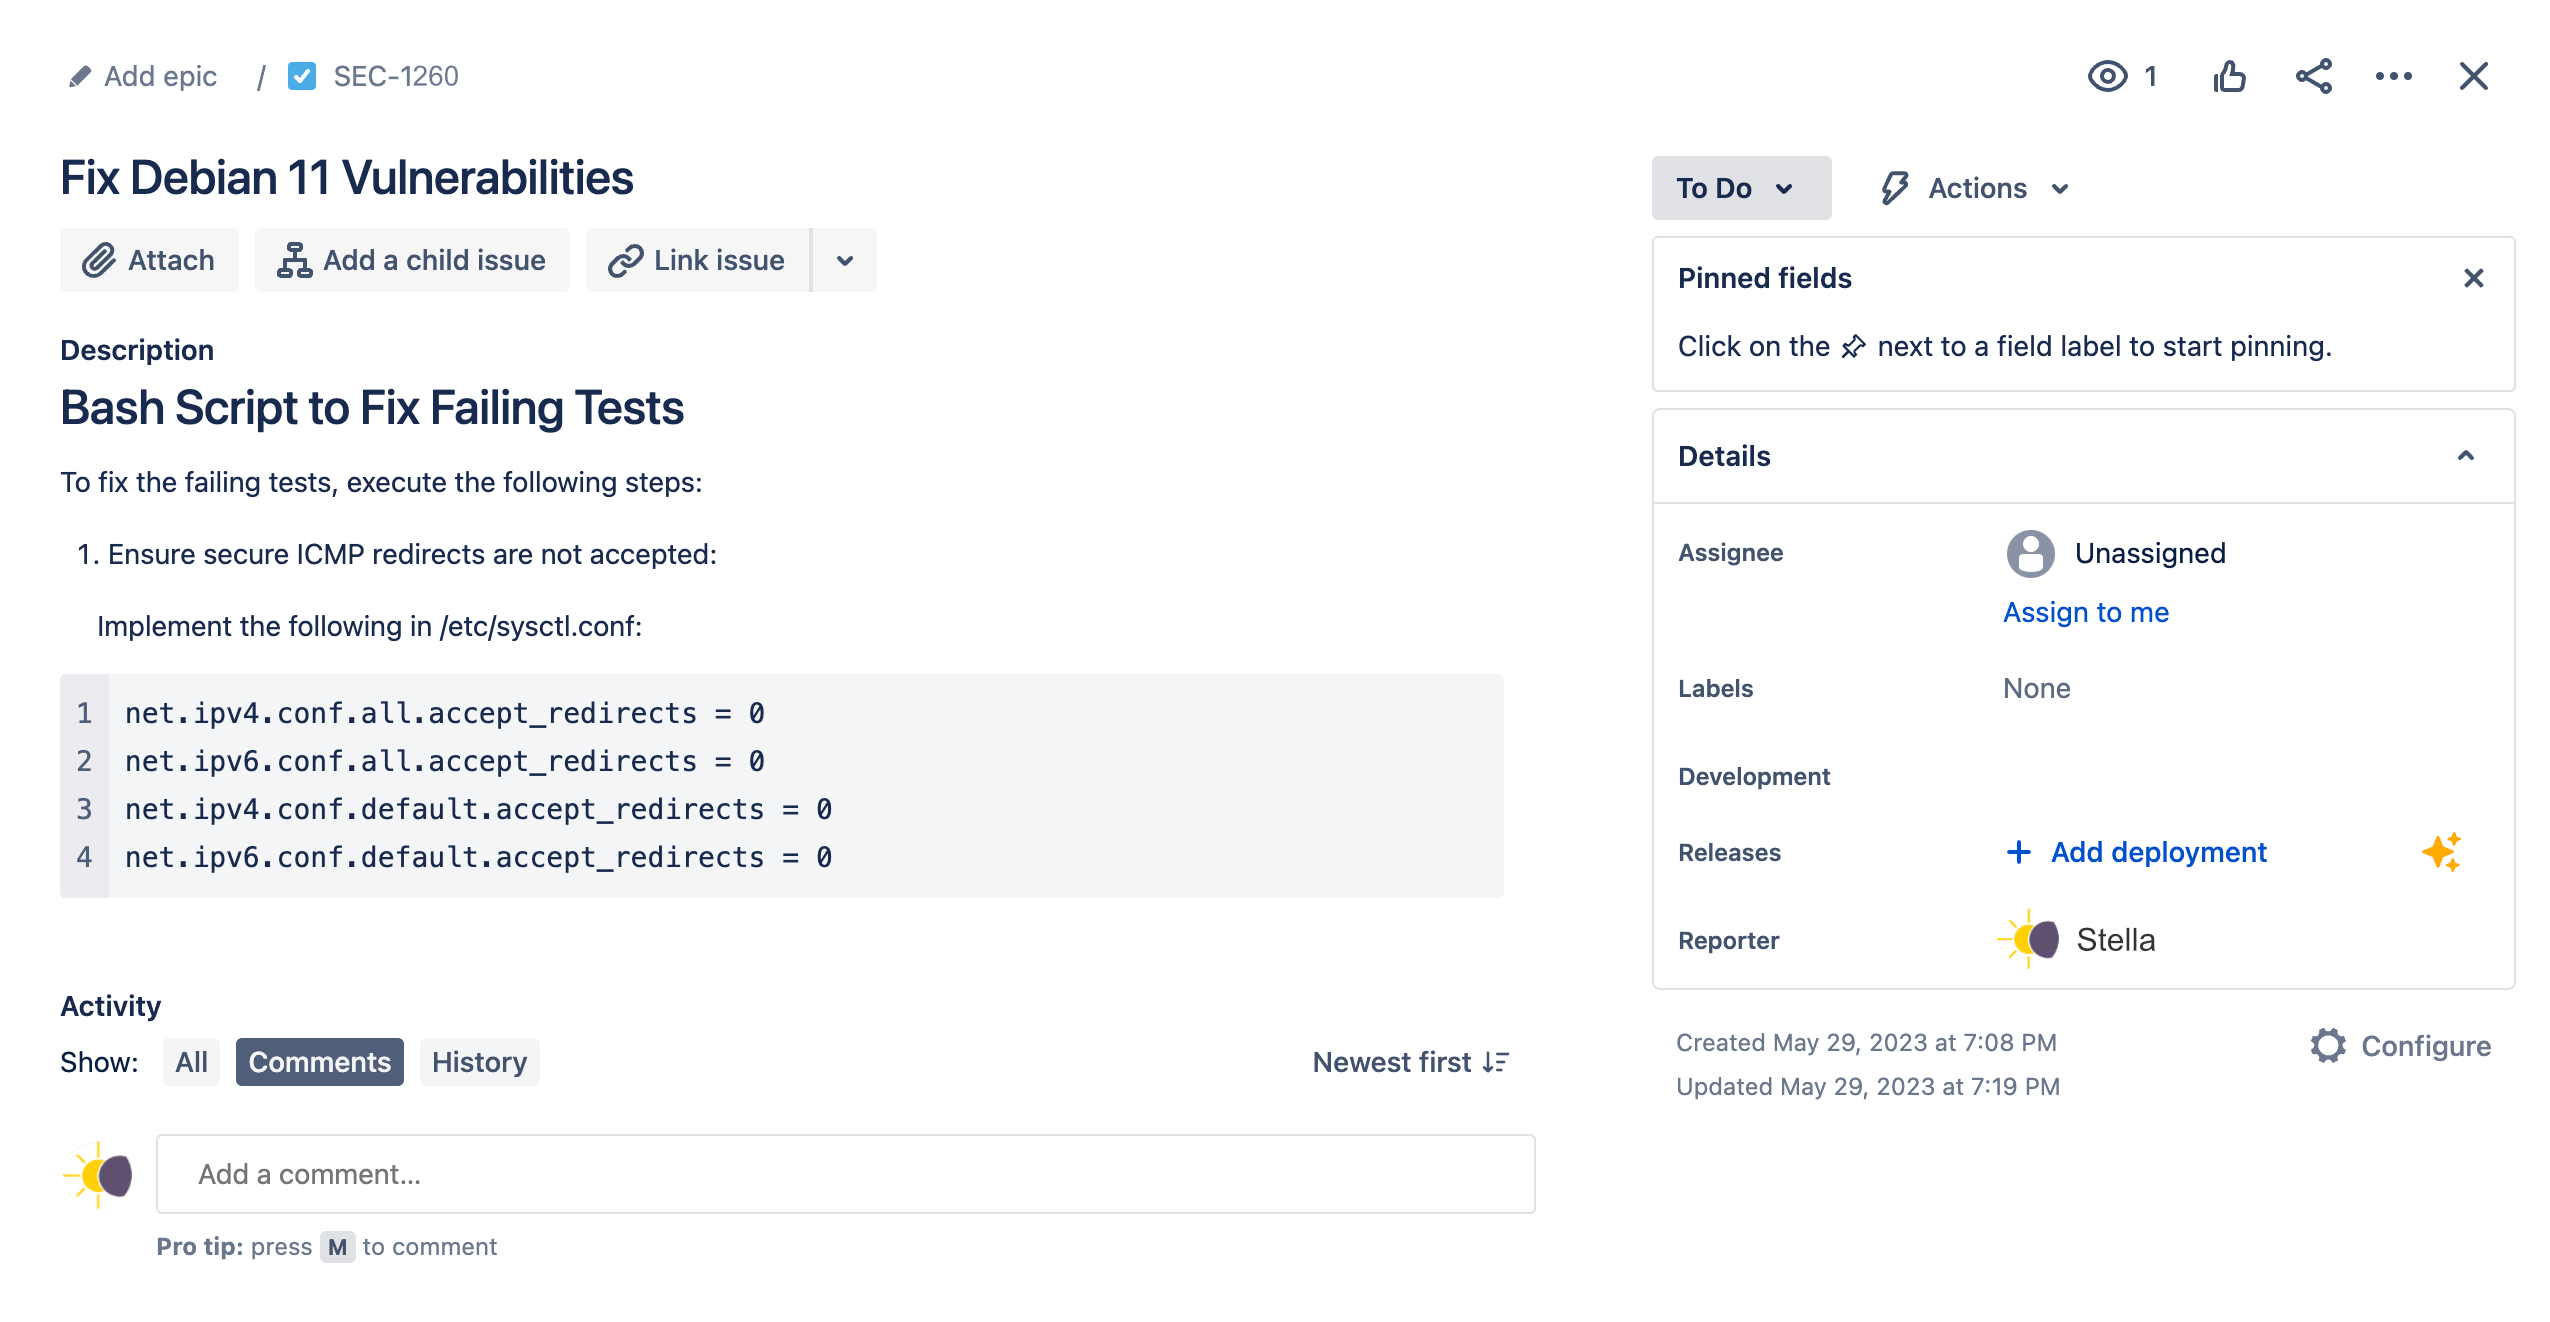 Add epic / SEC-1260
1
Fix Debian 11 Vulnerabilities
Attach
Add a child issue
Link issue
Description
Bash Script to Fix Failing Tests
To fix the failing tests, execute the following steps:
1. Ensure secure ICMP redirects are not accepted:
Implement the following in /etc/sysctl.conf:
1 net.ipv4.conf.all.accept_redirects = 0
2 net.ipv6.conf.all.accept_redirects = 0
3 net.ipv4.conf.default.accept_redirects = 0
4 net.ipv6.conf.default.accept_redirects = 0
Activity
Show: All Comments History
Newest first
Add a comment...
Pro tip: press M to comment
To Do
Actions
Pinned fields
Click on the next to a field label to start pinning.
Details
Assignee
Unassigned
Assign to me
Labels
None
Development
Releases
+ Add deployment
Reporter
Stella
Created May 29, 2023 at 7:08 PM
Updated May 29, 2023 at 7:19 PM
Configure